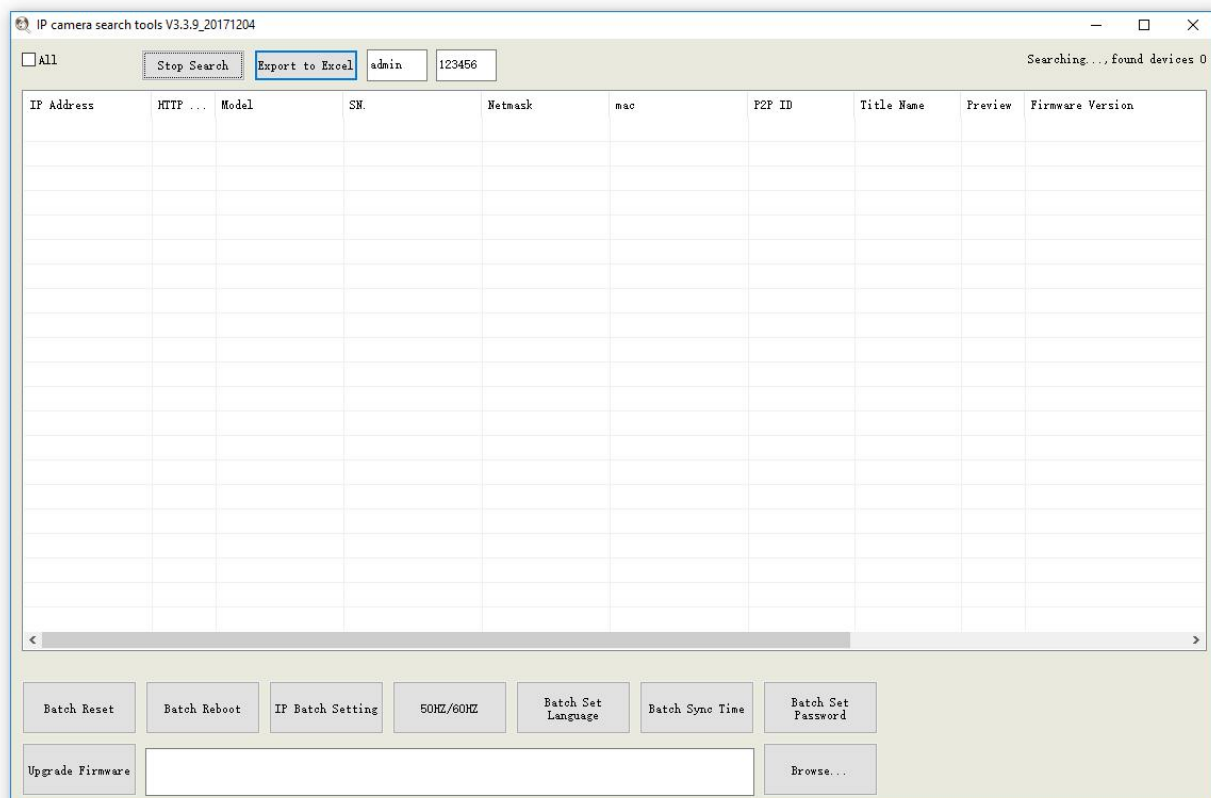 IP camera search tools V3.3.9_20171204
All
Stop Search
Export to Excel
admin
123456
Searching..., found devices 0
IP Address HTTP ... Model SN. Netmask mac P2P ID Title Name Preview Firmware Version
Batch Reset
Batch Reboot
IP Batch Setting
50HZ/60HZ
Batch Set
Language
Batch Sync Time
Batch Set
Password
Upgrade Firmware
Browse...